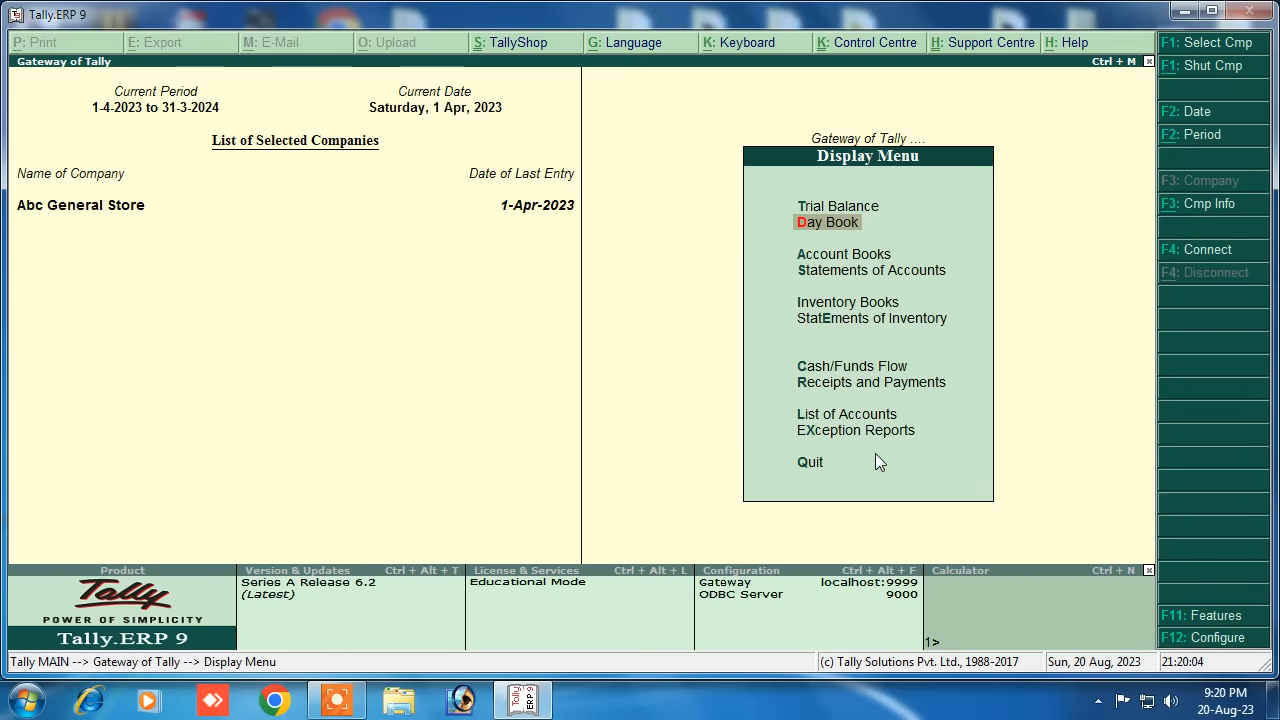 Tally.ERP 9
P: Print
E: Export
M: E-Mail
O: Upload
S: TallyShop
G: Language
K: Keyboard
K: Control Centre
H: Support Centre
H: Help
Gateway of Tally
Ctrl + M
Current Period
1-4-2023 to 31-3-2024
Current Date
Saturday, 1 Apr, 2023
List of Selected Companies
Name of Company
Date of Last Entry
Abc General Store
1-Apr-2023
Gateway of Tally ....
Display Menu
Trial Balance
Day Book
Account Books
Statements of Accounts
Inventory Books
StatEments of Inventory
Cash/Funds Flow
Receipts and Payments
List of Accounts
EXception Reports
Quit
F1: Select Cmp
F1: Shut Cmp
F2: Date
F2: Period
F3: Company
F3: Cmp Info
F4: Connect
F4: Disconnect
F11: Features
F12: Configure
Product
Tally
POWER OF SIMPLICITY
Tally.ERP 9
Version & Updates
Ctrl + Alt + T
Series A Release 6.2
(Latest)
License & Services
Ctrl + Alt + L
Educational Mode
Configuration
Ctrl + Alt + F
Gateway
localhost:9999
ODBC Server
9000
Calculator
Ctrl + N
1>
Tally MAIN --> Gateway of Tally --> Display Menu
(c) Tally Solutions Pvt. Ltd., 1988-2017
Sun, 20 Aug, 2023
21:20:04
Tally
ERP 9
9:20 PM
20-Aug-23